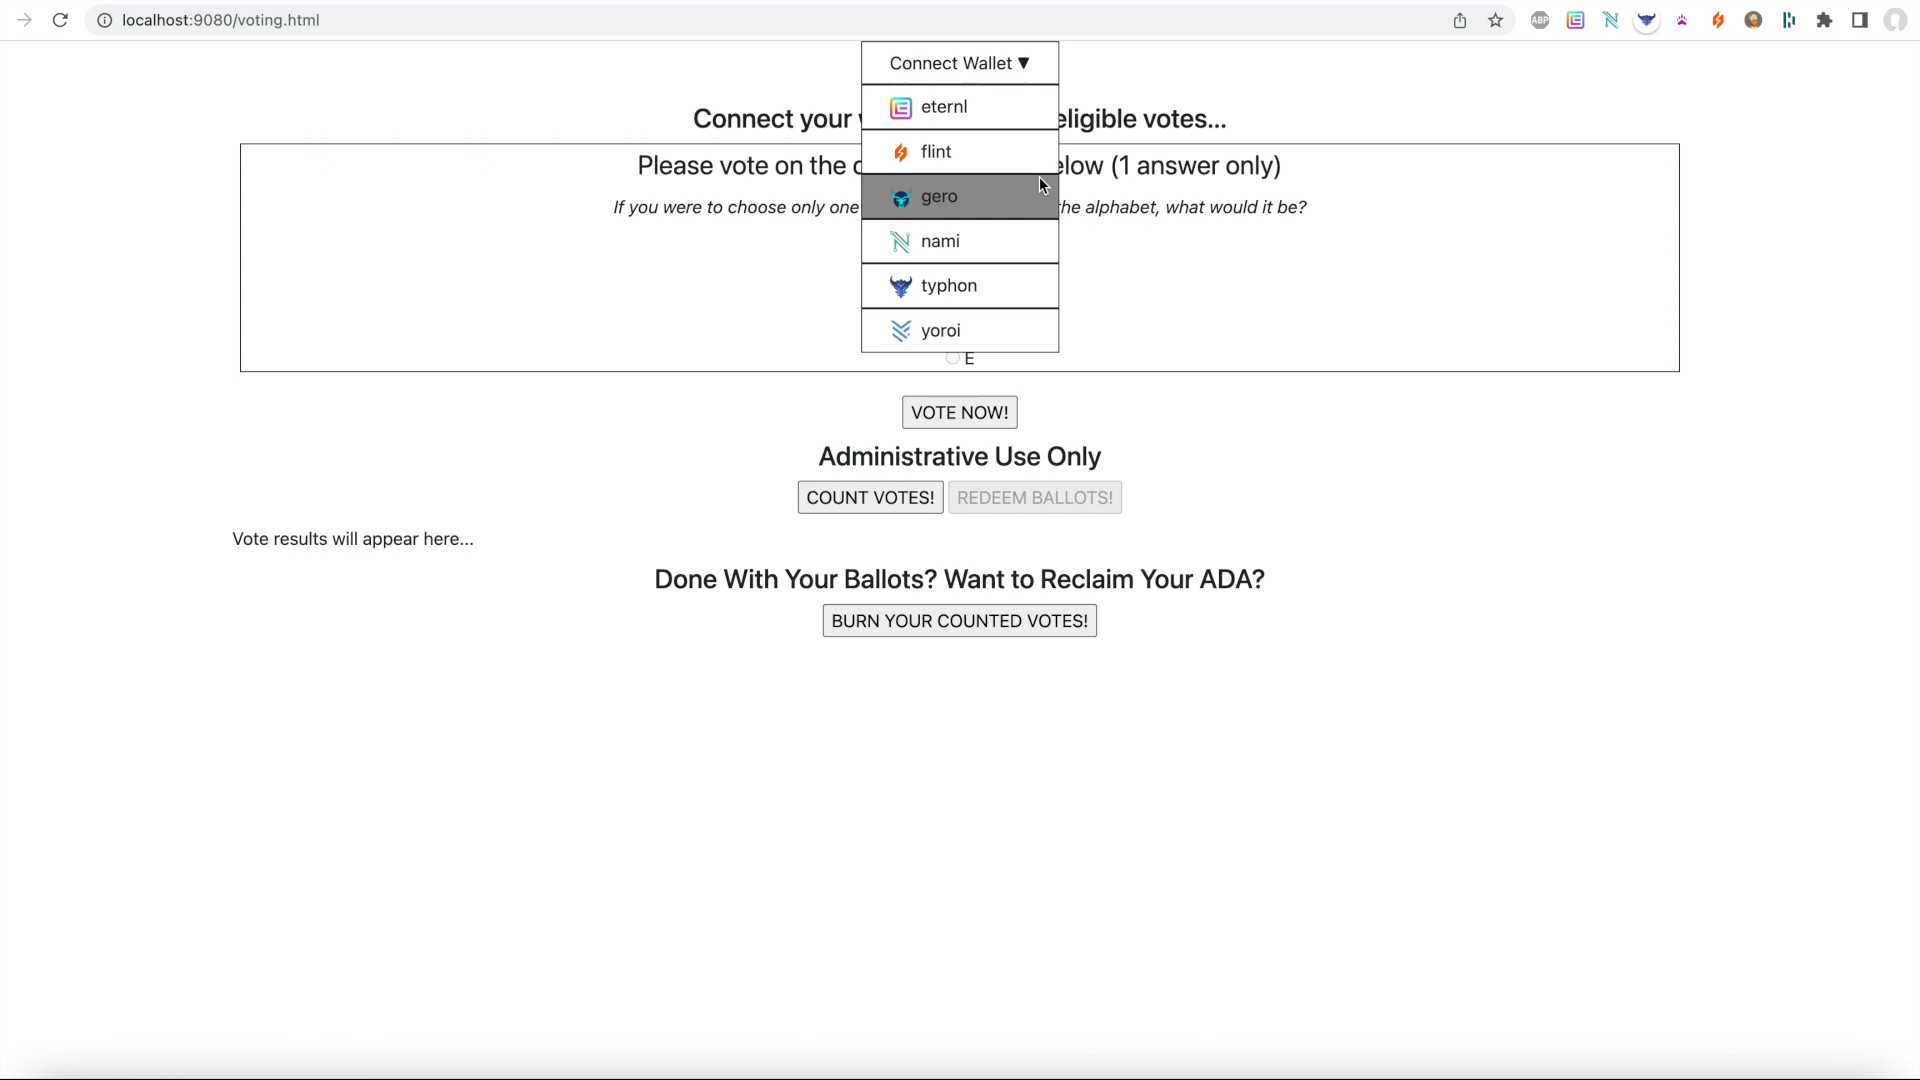 localhost:9080/voting.html
ABP
Connect Wallet ▼
eternl
flint
gero
nami
typhon
yoroi
Connect your eligible votes...
Please vote on the below (1 answer only)
If you were to choose only one the alphabet, what would it be?
E
VOTE NOW!
Administrative Use Only
COUNT VOTES! REDEEM BALLOTS!
Vote results will appear here...
Done With Your Ballots? Want to Reclaim Your ADA?
BURN YOUR COUNTED VOTES!